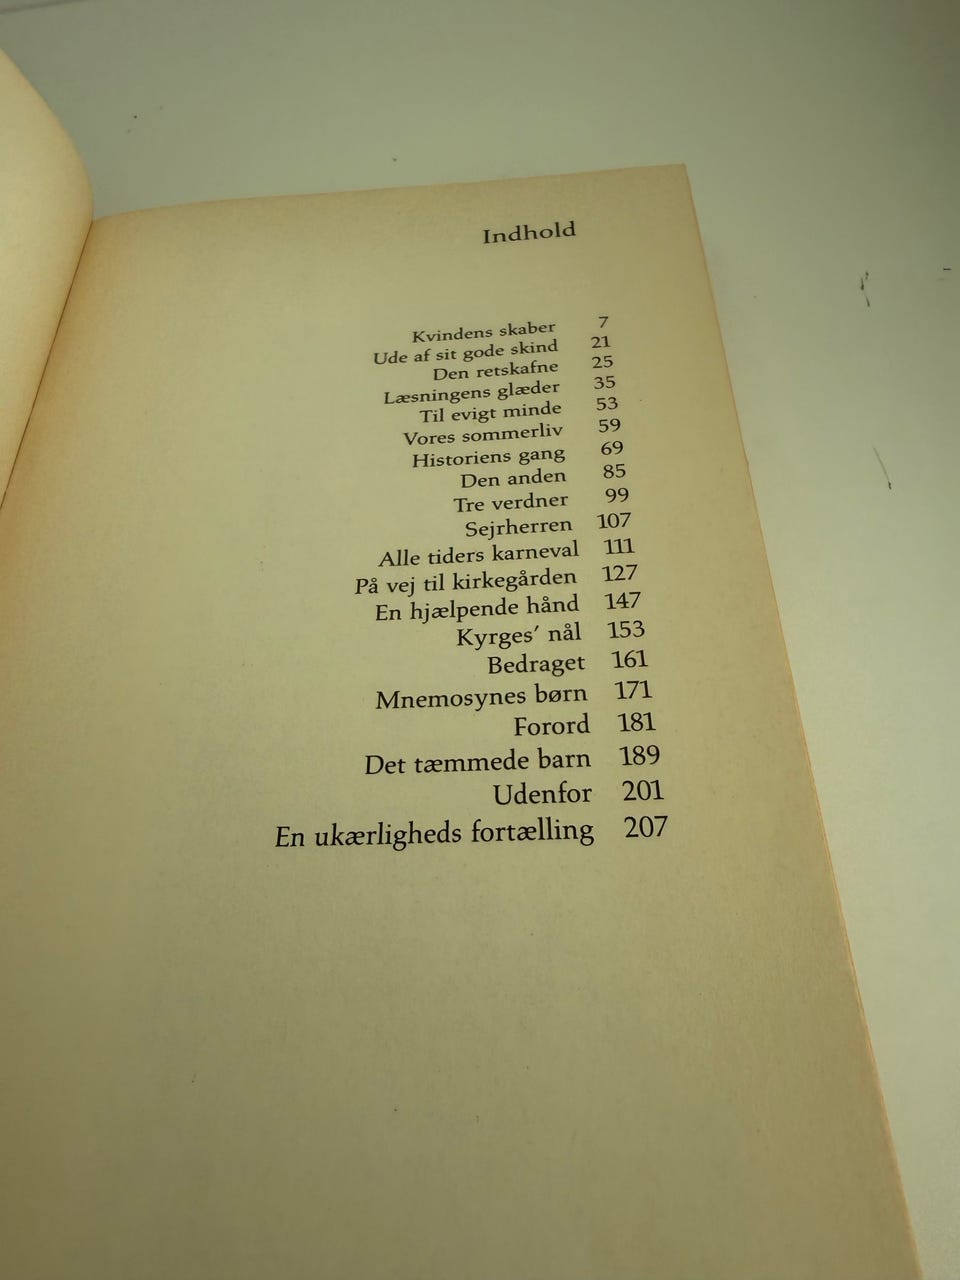 Indhold
Kvindens skaber 7
Ude af sit gode skind 21
Den retskafne 25
Læsningens glæder 35
Til evigt minde 53
Vores sommerliv 59
Historiens gang 69
Den anden 85
Tre verdner 99
Sejrherren 107
Alle tiders karneval 111
På vej til kirkegården 127
En hjælpende hånd 147
Kyrges' nål 153
Bedraget 161
Mnemosynes børn 171
Forord 181
Det tæmmede barn 189
Udenfor 201
En ukærligheds fortælling 207